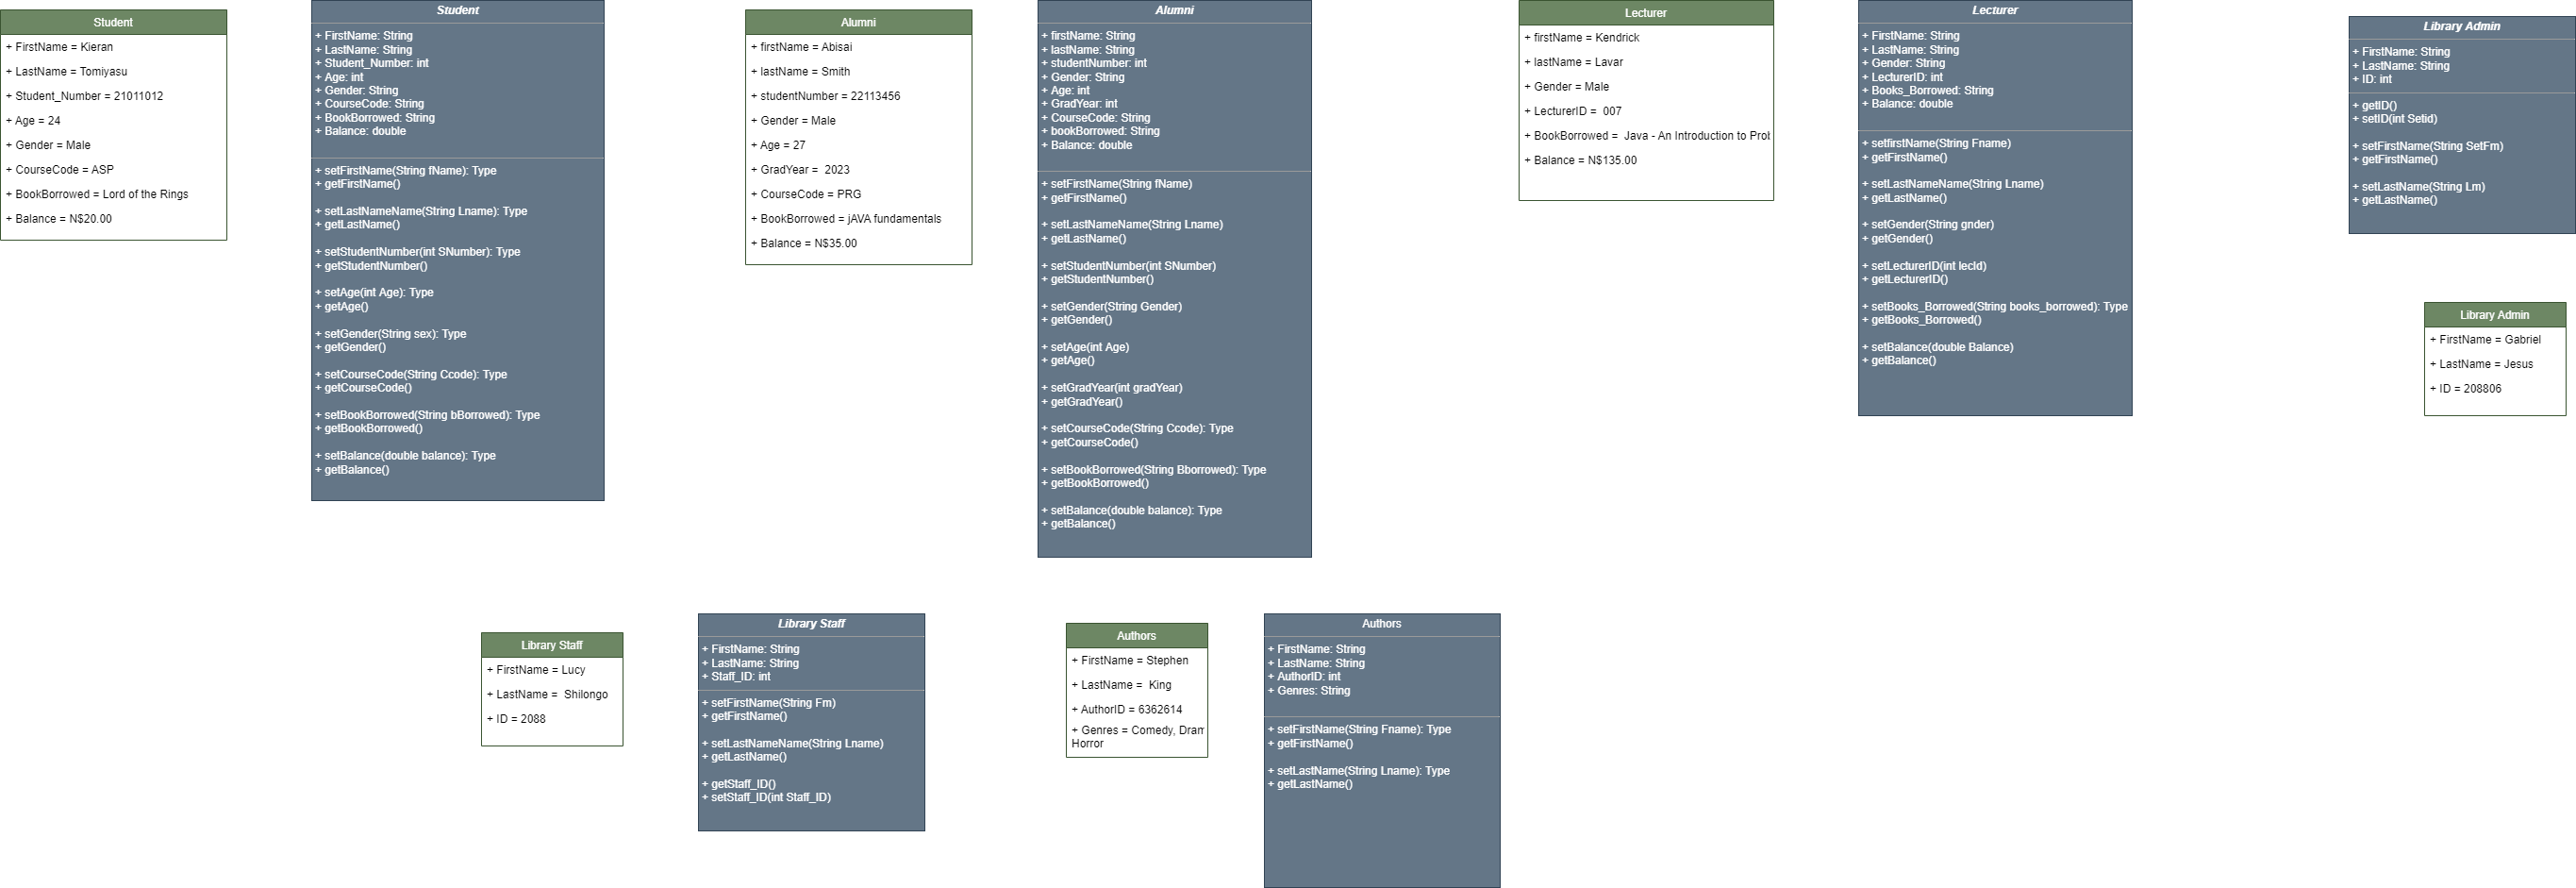 Student
+ FirstName = Kieran
+ LastName = Tomiyasu
+ Student_Number = 21011012
+ Age = 24
+ Gender = Male
+ CourseCode = ASP
+ BookBorrowed = Lord of the Rings
+ Balance = N$20.00
Student
+ FirstName: String
+ LastName: String
+ Student_Number: int
+ Age: int
+ Gender: String
+ CourseCode: String
+ BookBorrowed: String
+ Balance: double
+ setFirstName(String fName): Type
+ getFirstName()
+ setLastNameName(String Lname): Type
+ getLastName()
+ setStudentNumber(int SNumber): Type
+ getStudentNumber()
+ setAge(int Age): Type
+ getAge()
+ setGender(String sex): Type
+ getGender()
+ setCourseCode(String Ccode): Type
+ getCourseCode()
+ setBookBorrowed(String bBorrowed): Type
+ getBookBorrowed()
+ setBalance(double balance): Type
+ getBalance()
Alumni
+ firstName = Abisai
+ lastName = Smith
+ studentNumber = 22113456
+ Gender = Male
+ Age = 27
+ GradYear =  2023
+ CourseCode = PRG
+ BookBorrowed = jAVA fundamentals
+ Balance = N$35.00
Alumni
+ firstName: String
+ lastName: String
+ studentNumber: int
+ Gender: String
+ Age: int
+ GradYear: int
+ CourseCode: String
+ bookBorrowed: String
+ Balance: double
+ setFirstName(String fName)
+ getFirstName()
+ setLastNameName(String Lname)
+ getLastName()
+ setStudentNumber(int SNumber)
+ getStudentNumber()
+ setGender(String Gender)
+ getGender()
+ setAge(int Age)
+ getAge()
+ setGradYear(int gradYear)
+ getGradYear()
+ setCourseCode(String Ccode): Type
+ getCourseCode()
+ setBookBorrowed(String Bborrowed): Type
+ getBookBorrowed()
+ setBalance(double balance): Type
+ getBalance()
Lecturer
+ firstName = Kendrick
+ lastName = Lavar
+ Gender = Male
+ LecturerID =  007
+ BookBorrowed =  Java - An Introduction to
+ Balance = N$135.00
Lecturer
+ FirstName: String
+ LastName: String
+ Gender: String
+ LecturerID: int
+ Books_Borrowed: String
+ Balance: double
+ setfirstName(String Fname)
+ getFirstName()
+ setLastNameName(String Lname)
+ getLastName()
+ setGender(String gnder)
+ getGender()
+ setLecturerID(int lecId)
+ getLecturerID()
+ setBooks_Borrowed(String books_borrowed): Type
+ getBooks_Borrowed()
+ setBalance(double Balance)
+ getBalance()
Library Admin
+ FirstName: String
+ LastName: String
+ ID: int
+ getID()
+ setID(int Setid)
+ setFirstName(String SetFm)
+ getFirstName()
+ setLastName(String Lm)
+ getLastName()
Library Admin
+ FirstName = Gabriel
+ LastName = Jesus
+ ID = 208806
Library Staff
+ FirstName = Lucy
+ LastName =  Shilongo
+ ID = 2088
Library Staff
+ FirstName: String
+ LastName: String
+ Staff_ID: int
+ setFirstName(String Fm)
+ getFirstName()
+ setLastNameName(String Lname)
+ getLastName()
+ getStaff_ID()
+ setStaff_ID(int Staff_ID)
Authors
+ FirstName = Stephen
+ LastName =  King
+ AuthorID = 6362614
+ Genres = Comedy,
Horror
Authors
+ FirstName: String
+ LastName: String
+ AuthorID: int
+ Genres: String
+ setFirstName(String Fname): Type
+ getFirstName()
+ setLastName(String Lname): Type
+ getLastName()